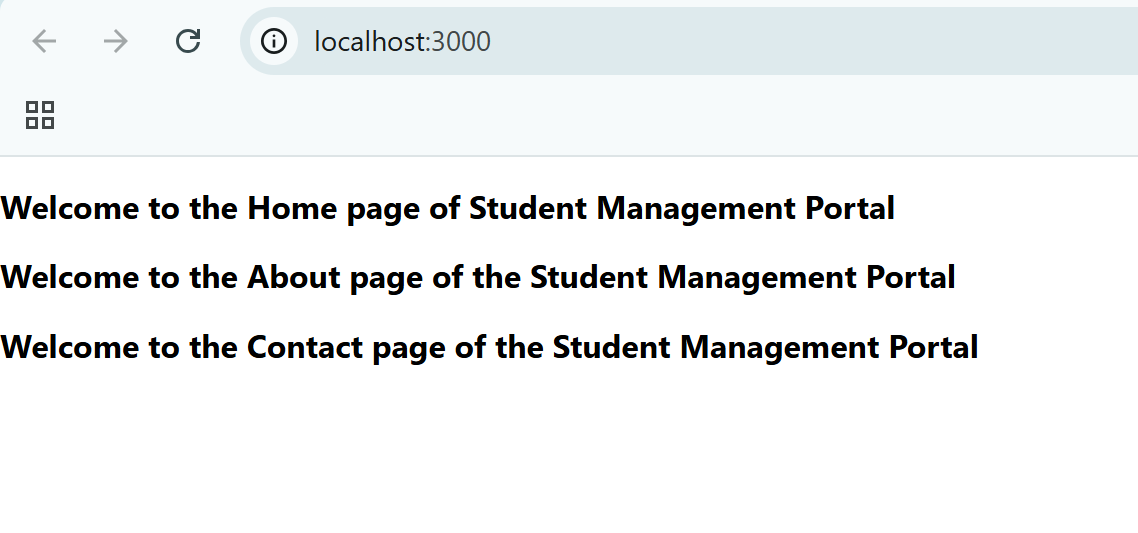 localhost:3000
Welcome to the Home page of Student Management Portal
Welcome to the About page of the Student Management Portal
Welcome to the Contact page of the Student Management Portal